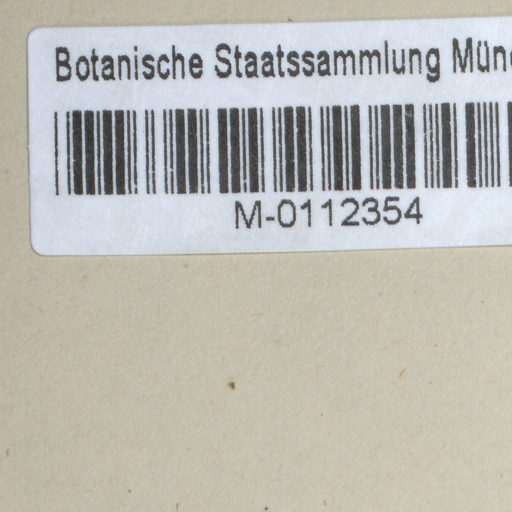 Botanische Staatssammlung Mün
M-0112354